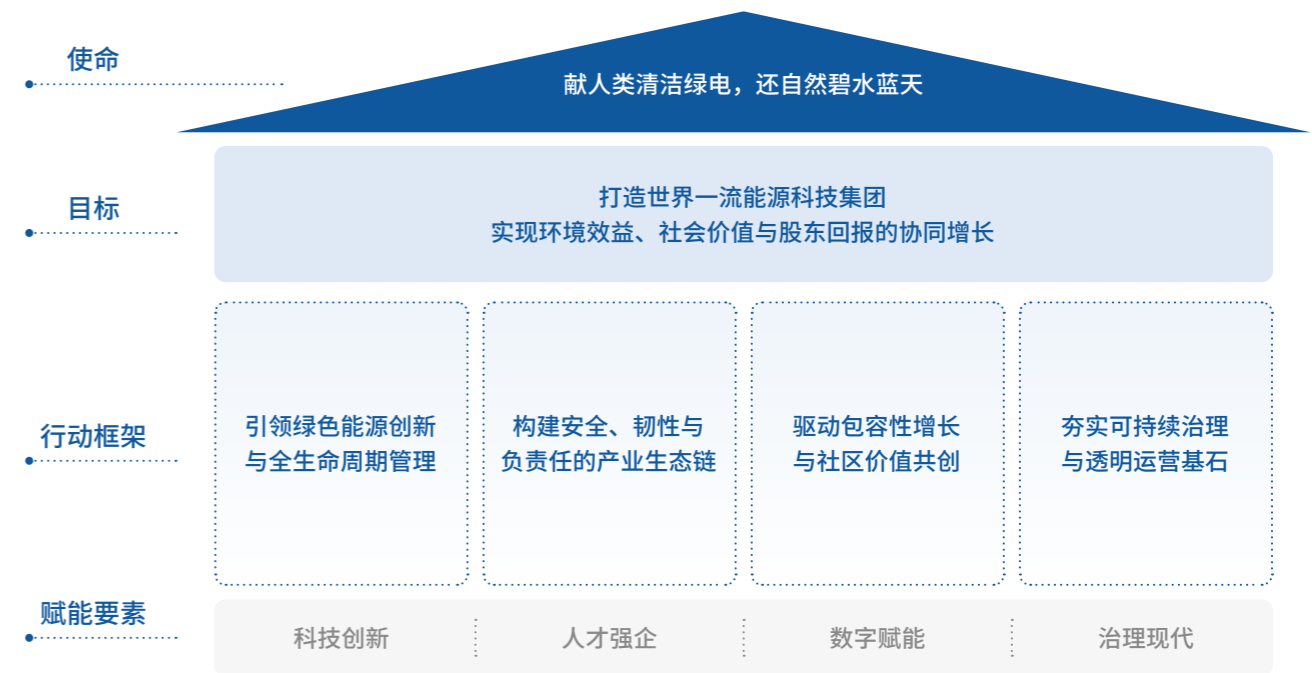 使命
献人类清洁绿电，还自然碧水蓝天
目标
打造世界一流能源科技集团
实现环境效益、社会价值与股东回报的协同增长
行动框架
引领绿色能源创新
与全生命周期管理
构建安全、韧性与
负责任的产业生态链
驱动包容性增长
与社区价值共创
夯实可持续治理
与透明运营基石
赋能要素
科技创新
人才强企
数字赋能
治理现代